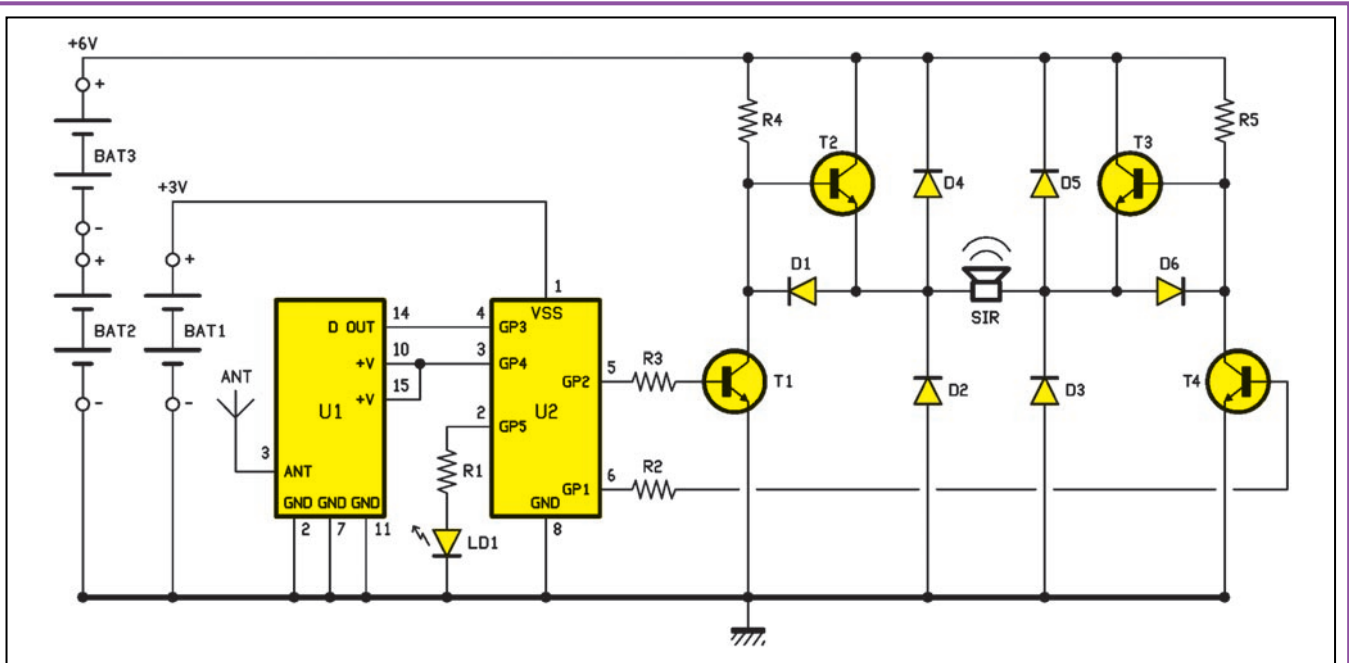 +6V
+
BAT3
-
+3V
+
+
BAT2
BAT1
-
-
ANT
3
ANT
U1
D OUT
14
+V
10
+V
15
GND GND GND
2
7
11
4
GP3
3
GP4
2
GP5
R1
LD1
1
VSS
U2
GP2
5
R3
GP1
6
R2
GND
8
R4
T2
D4
D5
T3
R5
D1
SIR
D6
T1
D2
D3
T4